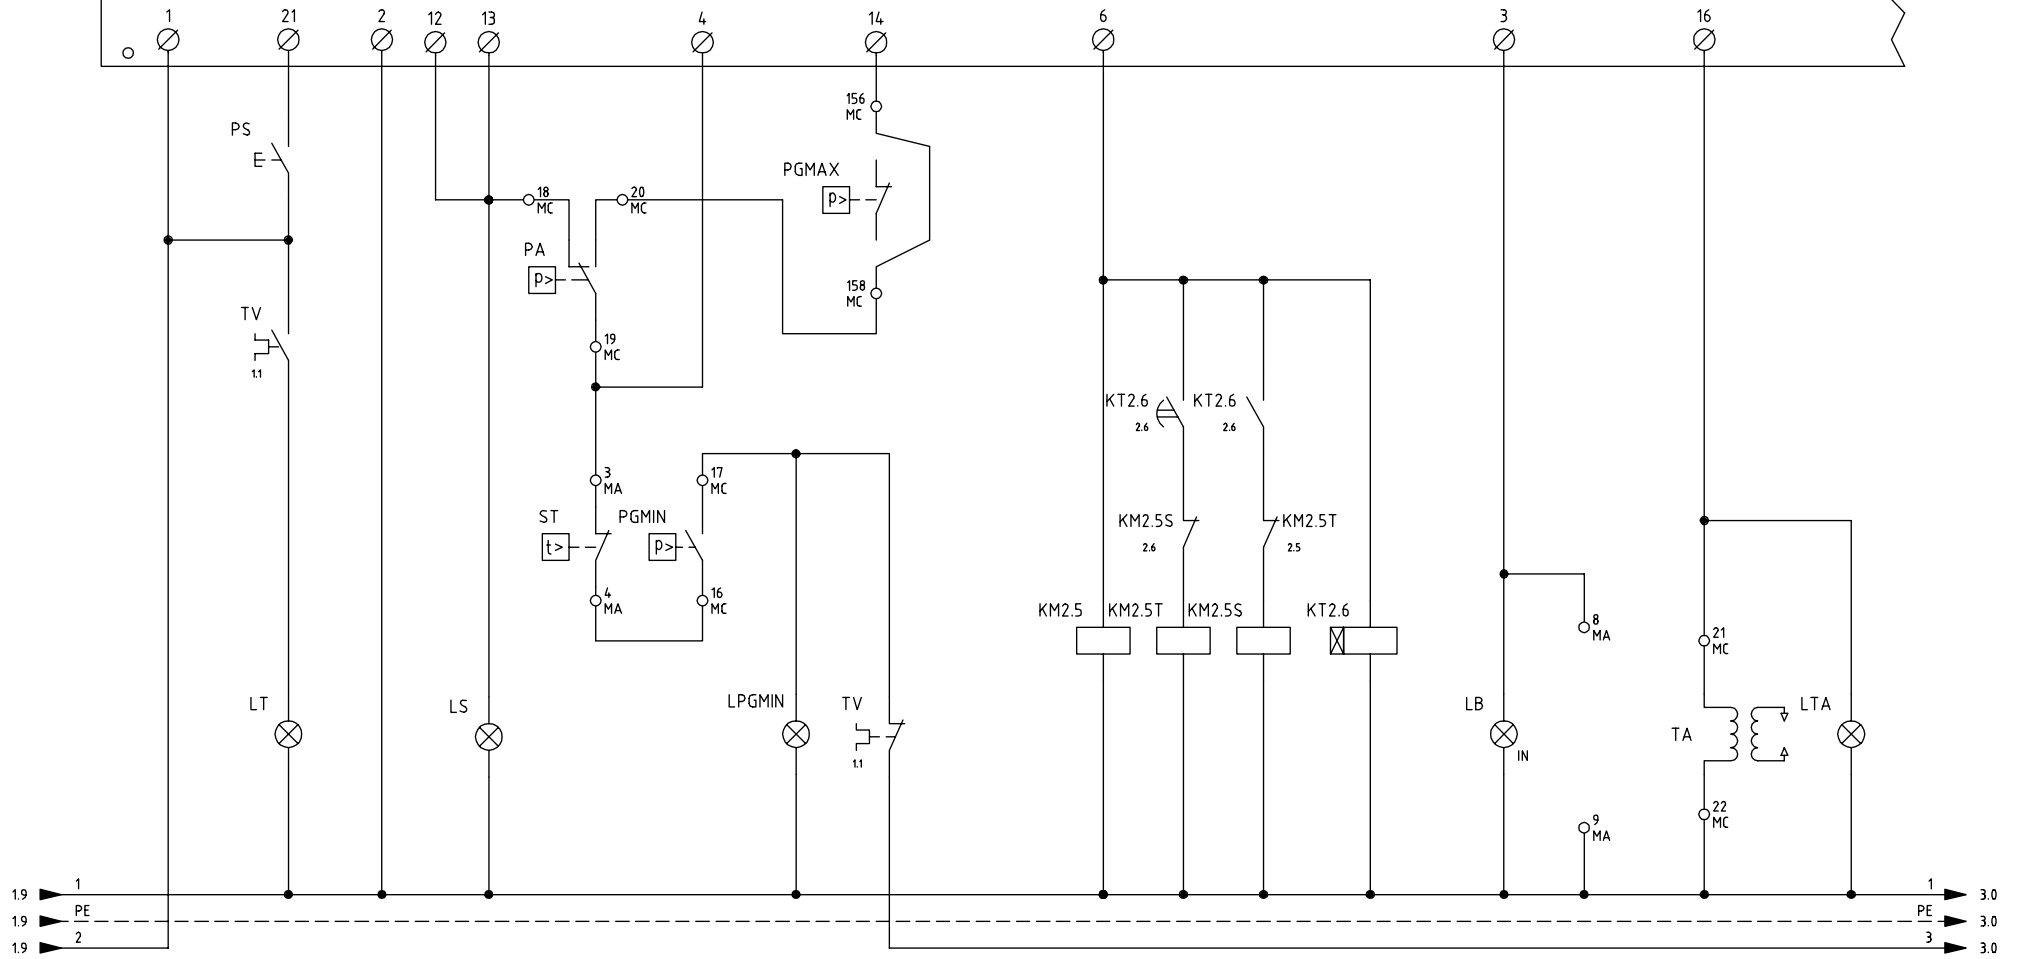 1 21 2 12 13 4 14 6 3 16
156
MC
PS
PGMAX
p>
18
MC
20
MC
PA
p>
158
MC
TV
1.1
19
MC
KT2.6
2.6
KT2.6
2.6
3
MA
17
MC
ST
t>
PGMIN
p>
KM2.5S
2.6
KM2.5T
2.5
4
MA
16
MC
KM2.5 KM2.5T KM2.5S KT2.6
8
MA
21
MC
LT
LS
LPGMIN
TV
1.1
LB
IN
TA
LTA
22
MC
9
MA
1.9 1 1 3.0
1.9 PE PE 3.0
1.9 2 3 3.0